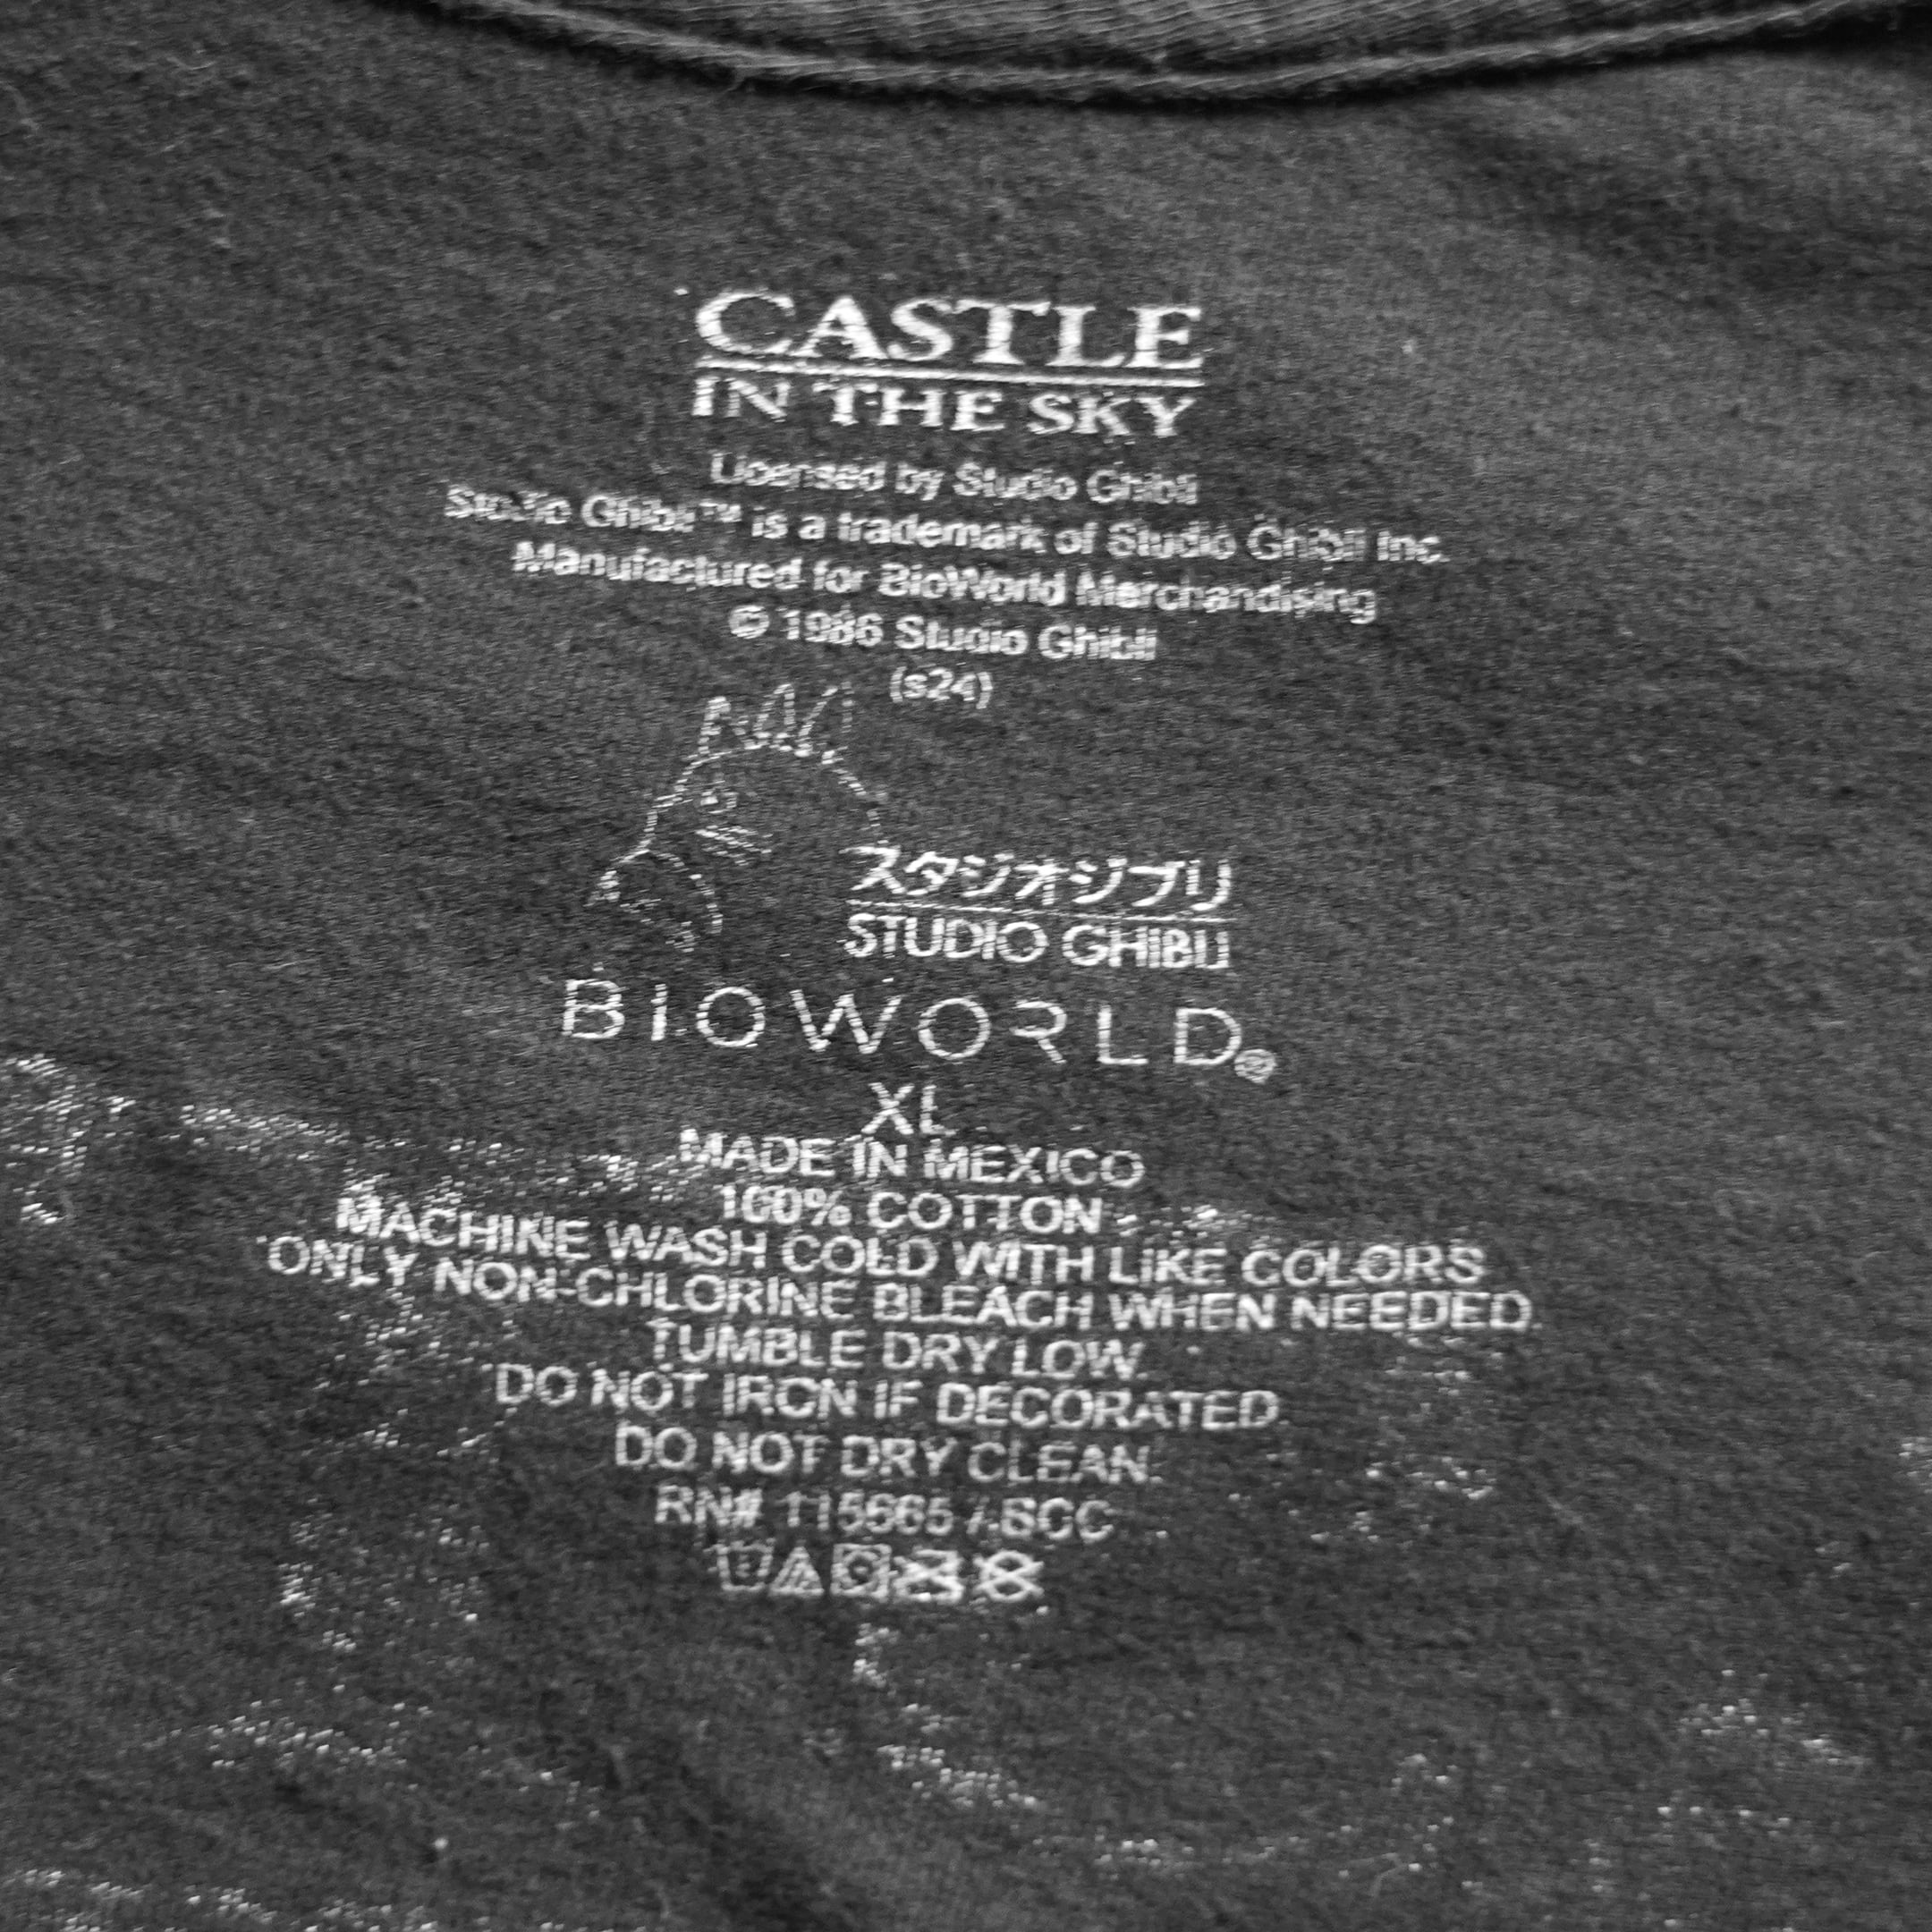 CASTLE
IN THE SKY
Licensed by Studio Ghibli
Studio Ghibli™ is a trademark of Studio Ghibli Inc.
Manufactured for BioWorld Merchandising
© 1986 Studio Ghibli
(s24)
スタジオジブリ
STUDIO GHIBLI
BIOWORLD®
XL
MADE IN MEXICO
100% COTTON
MACHINE WASH COLD WITH LIKE COLORS
ONLY NON-CHLORINE BLEACH WHEN NEEDED.
TUMBLE DRY LOW.
DO NOT IRON IF DECORATED.
DO NOT DRY CLEAN.
RN#